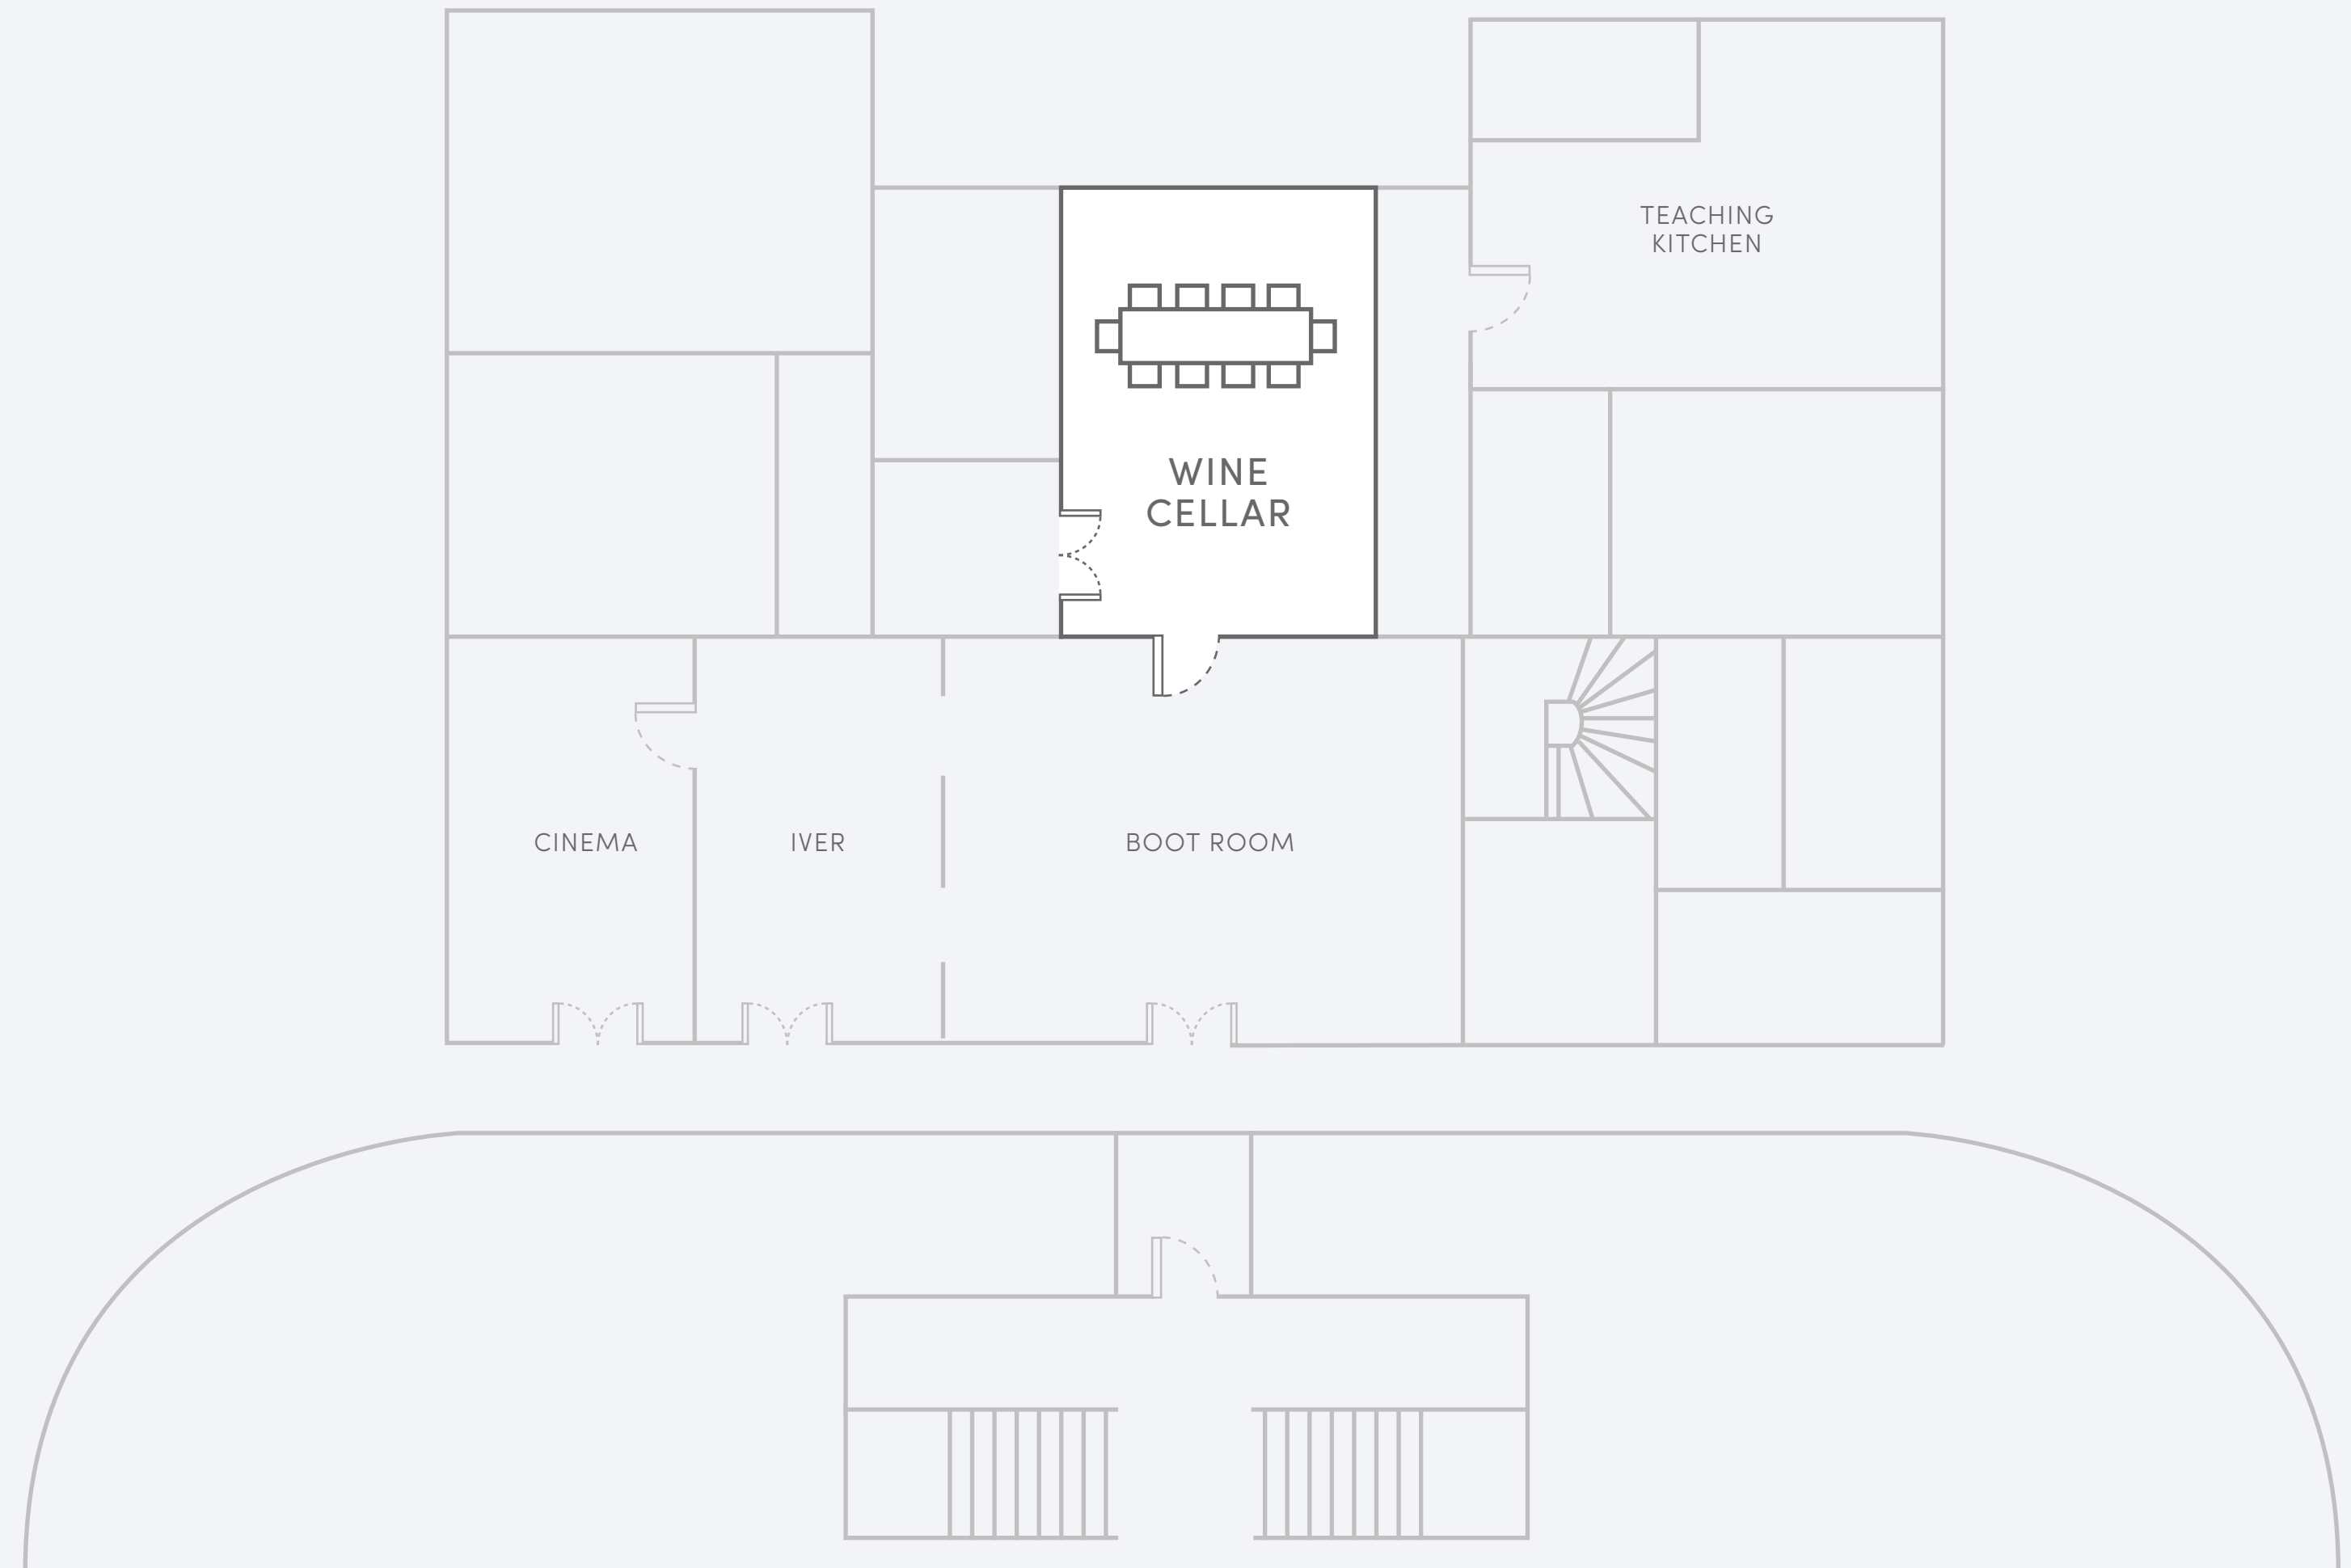 TEACHING
KITCHEN
WINE
CELLAR
CINEMA
IVER
BOOT ROOM